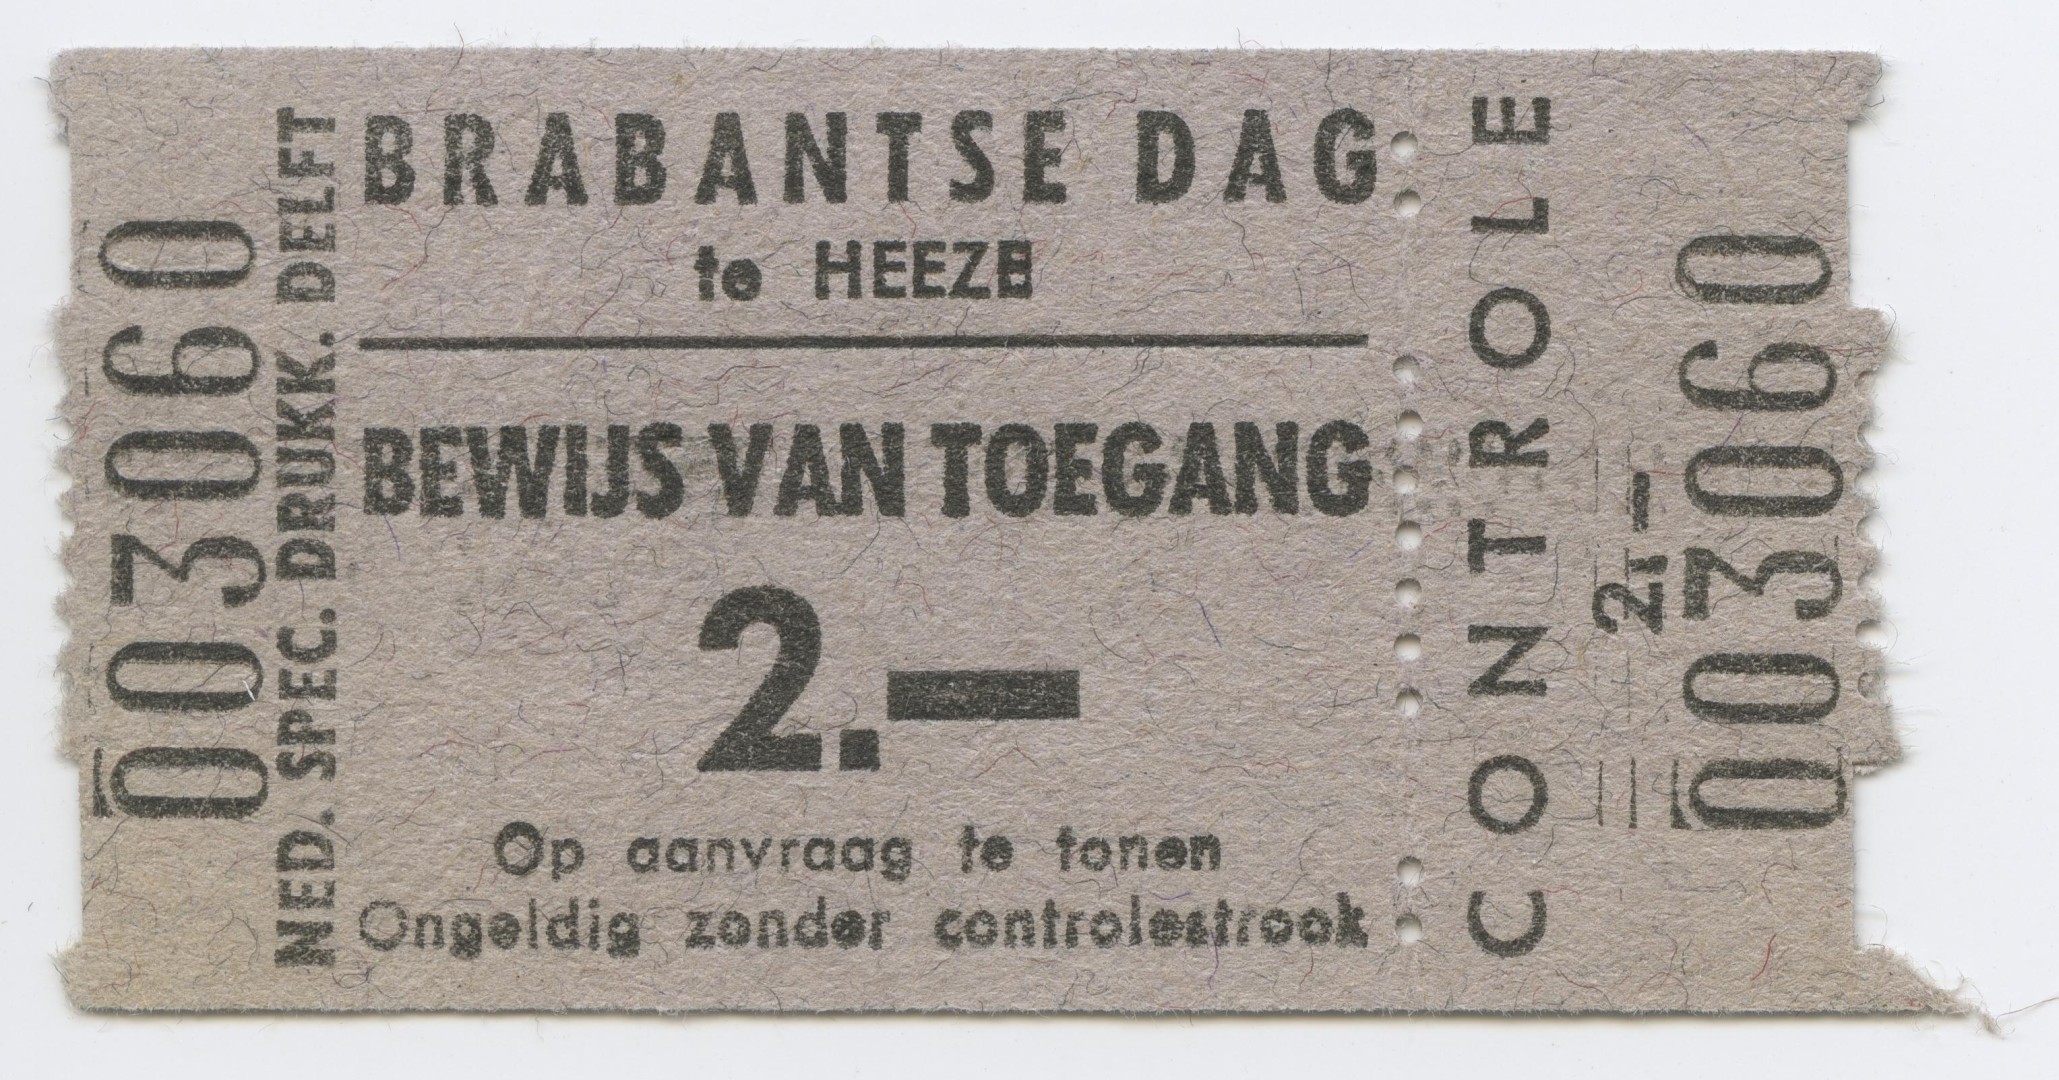 003060
NED. SPEC. DRUKK. DELFT
BRABANTSE DAG
te HEEZE
BEWIJS VAN TOEGANG
2.-
Op aanvraag te tonen
Ongeldig zonder controlestrook
CONTROLE
2.-
003060